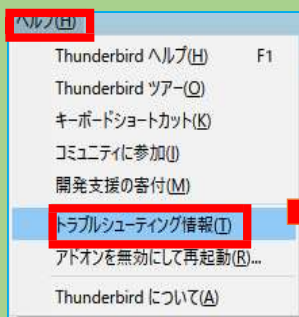 ヘルプ(H)
Thunderbird ヘルプ(H) F1
Thunderbird ツアー(O)
キーボードショートカット(K)
コミュニティに参加(J)
開発支援の寄付(M)
トラブルシューティング情報(T)
アドオンを無効にして再起動(R)...
Thunderbird について(A)